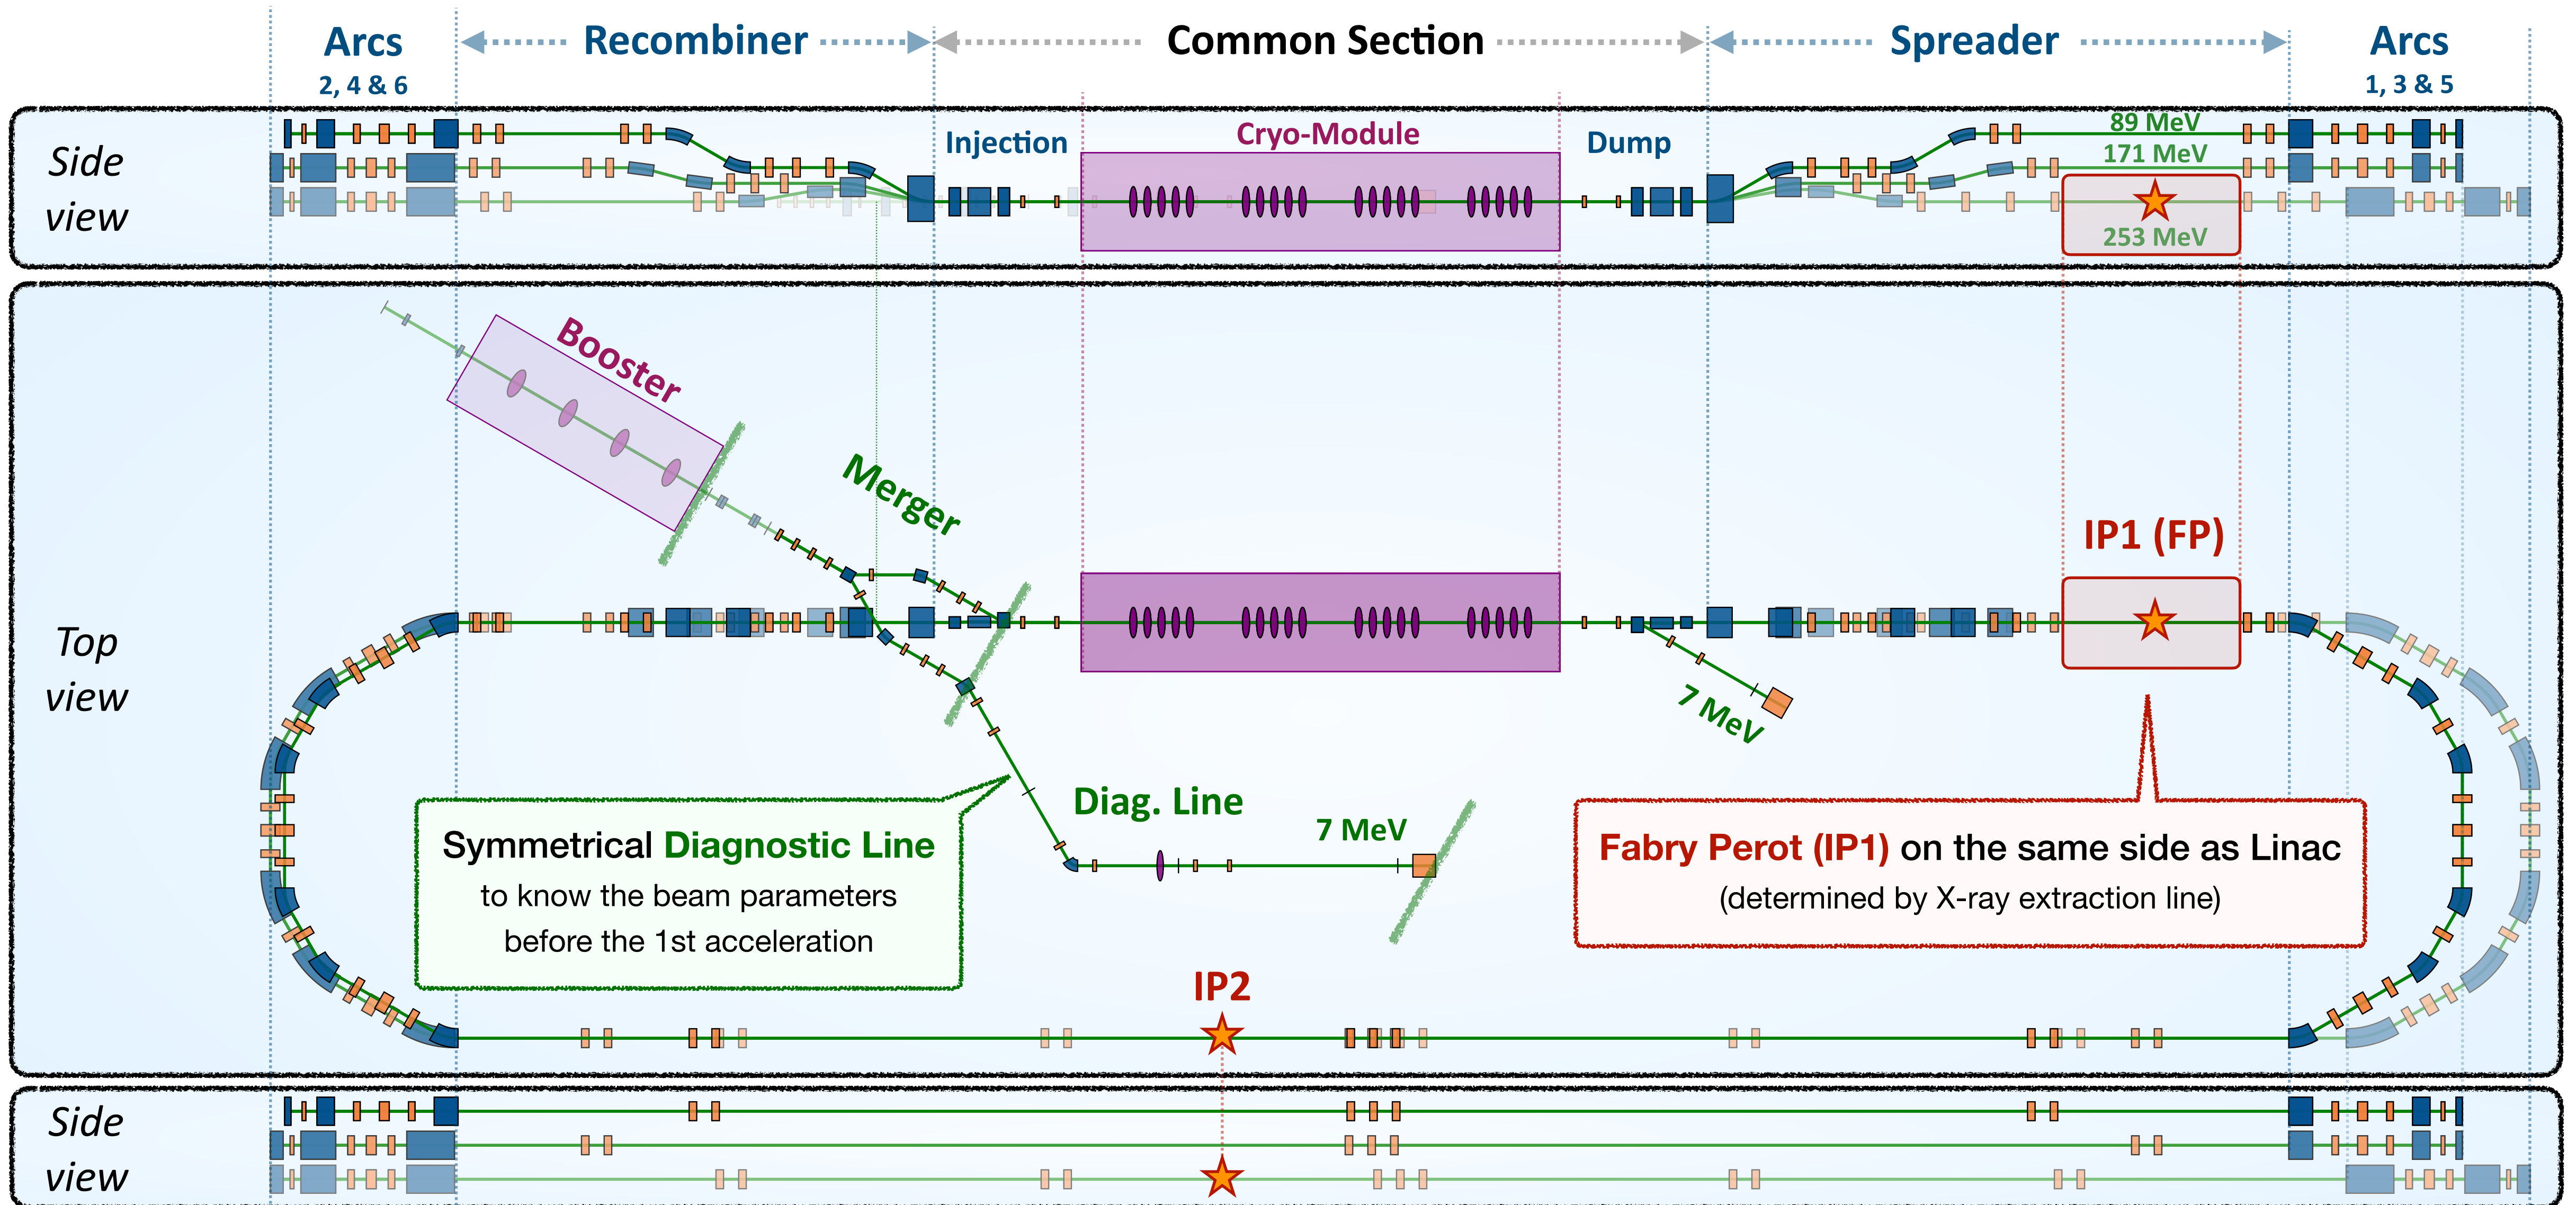 Arcs
2, 4 & 6
Recombiner
Common Section
Spreader
Arcs
1, 3 & 5
Side
view
Injection
Cryo-Module
Dump
89 MeV
171 MeV
253 MeV
Booster
Merger
IP1 (FP)
Top
view
7 MeV
Diag. Line
7 MeV
Symmetrical Diagnostic Line
to know the beam parameters
before the 1st acceleration
Fabry Perot (IP1) on the same side as Linac
(determined by X-ray extraction line)
IP2
Side
view